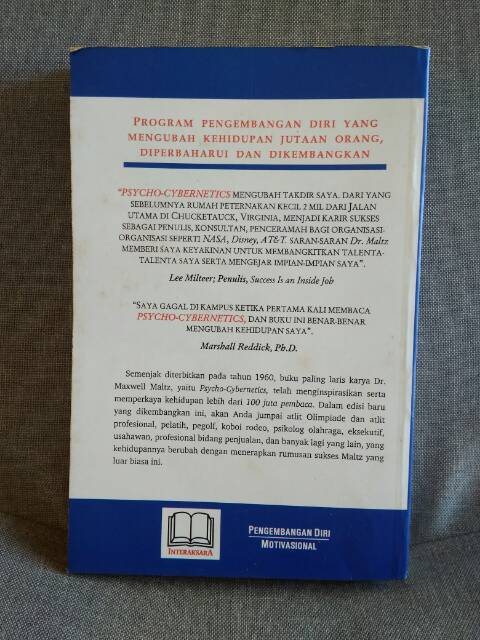 PROGRAM PENGEMBANGAN DIRI YANG
MENGUBAH KEHIDUPAN JUTAAN ORANG,
DIPERBAHARUI DAN DIKEMBANGKAN
"PSYCHO-CYBERNETICS MENGUBAH TAKDIR SAYA. DARI YANG
SEBELUMNYA RUMAH PETERNAKAN KECIL 2 MIL DARI JALAN
UTAMA DI CHUCKETAUCK, VIRGINIA, MENJADI KARIR SUKSES
SEBAGAI PENULIS, KONSULTAN, PENCERAMAH BAGI ORGANISASI-
ORGANISASI SEPERTI NASA, Disney, AT&T. SARAN-SARAN Dr. Maltz
MEMBERI SAYA KEYAKINAN UNTUK MEMBANGKITKAN TALENTA-
TALENTA SAYA SERTA MENGEJAR IMPIAN-IMPIAN SAYA".
Lee Milteer; Penulis, Success Is an Inside Job
"SAYA GAGAL DI KAMPUS KETIKA PERTAMA KALI MEMBACA
PSYCHO-CYBERNETICS, DAN BUKU INI BENAR-BENAR
MENGUBAH KEHIDUPAN SAYA".
Marshall Reddick, Ph.D.
Semenjak diterbitkan pada tahun 1960, buku paling laris karya Dr.
Maxwell Maltz, yaitu Psycho-Cybernetics, telah menginspirasikan serta
memperkaya kehidupan lebih dari 100 juta pembaca. Dalam edisi baru
yang dikembangkan ini, akan Anda jumpai atlit Olimpiade dan atlit
profesional, pelatih, pegolf, koboi rodeo, psikolog olahraga, eksekutif,
usahawan, profesional bidang penjualan, dan banyak lagi yang lain, yang
kehidupannya berubah dengan menerapkan rumusan sukses Maltz yang
luar biasa ini.
INTERAKSARA
PENGEMBANGAN DIRI
MOTIVASIONAL